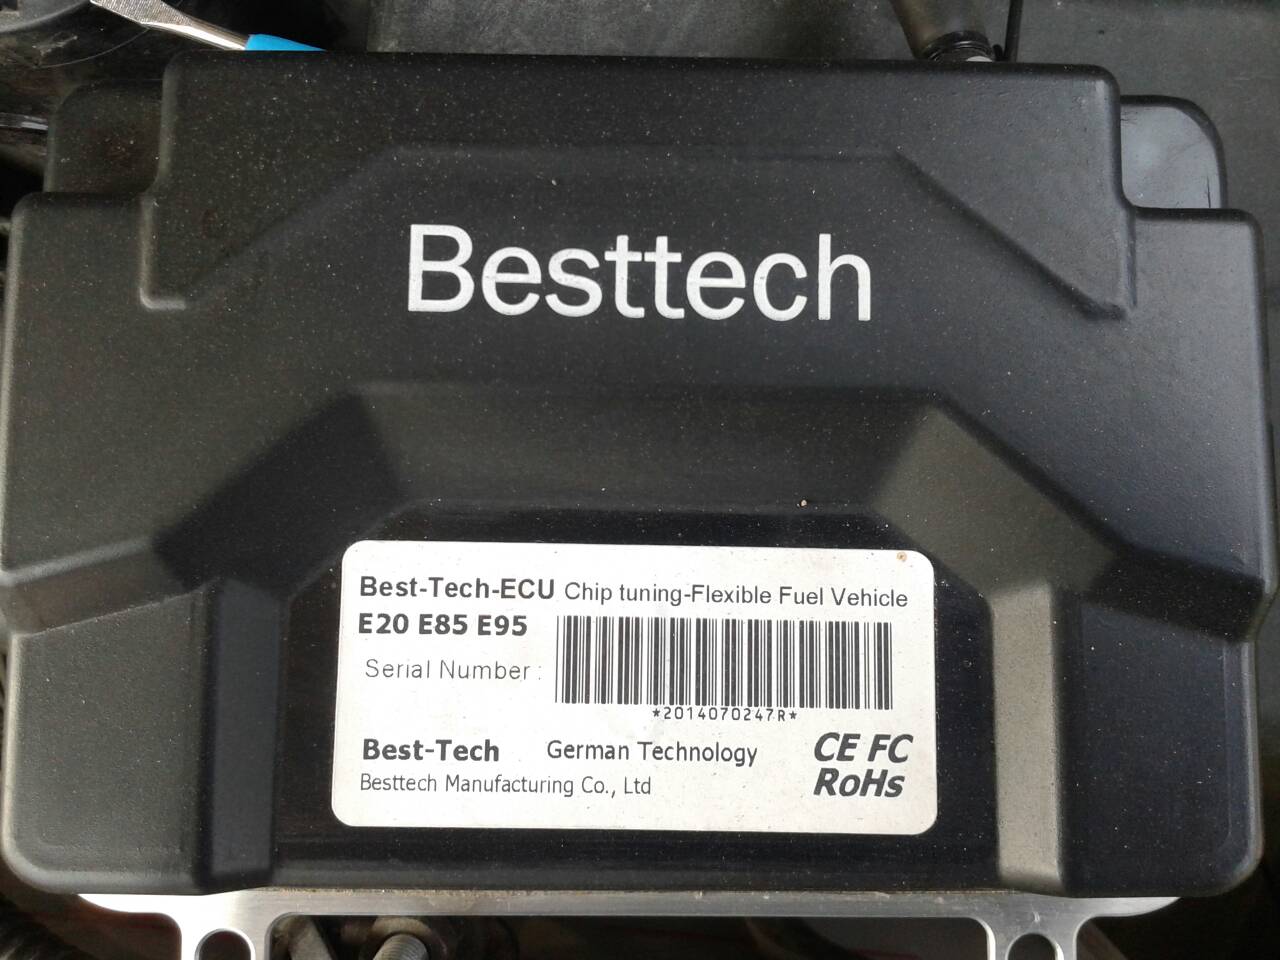 Besttech
Best-Tech-ECU Chip tuning-Flexible Fuel Vehicle
E20 E85 E95
Serial Number :
*2014070247R*
Best-Tech German Technology CE FC
RoHs
Besttech Manufacturing Co., Ltd